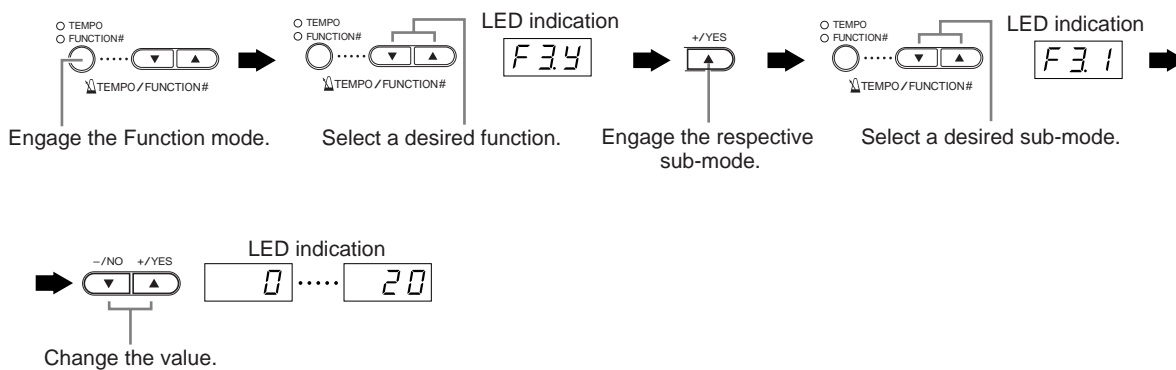 TEMPO
FUNCTION#
TEMPO/FUNCTION#
Engage the Function mode.
TEMPO
FUNCTION#
TEMPO/FUNCTION#
Select a desired function.
LED indication
F 3.Y
+/YES
Engage the respective
sub-mode.
TEMPO
FUNCTION#
TEMPO/FUNCTION#
Select a desired sub-mode.
LED indication
F 3.1
–/NO +/YES
Change the value.
LED indication
0 ····· 20